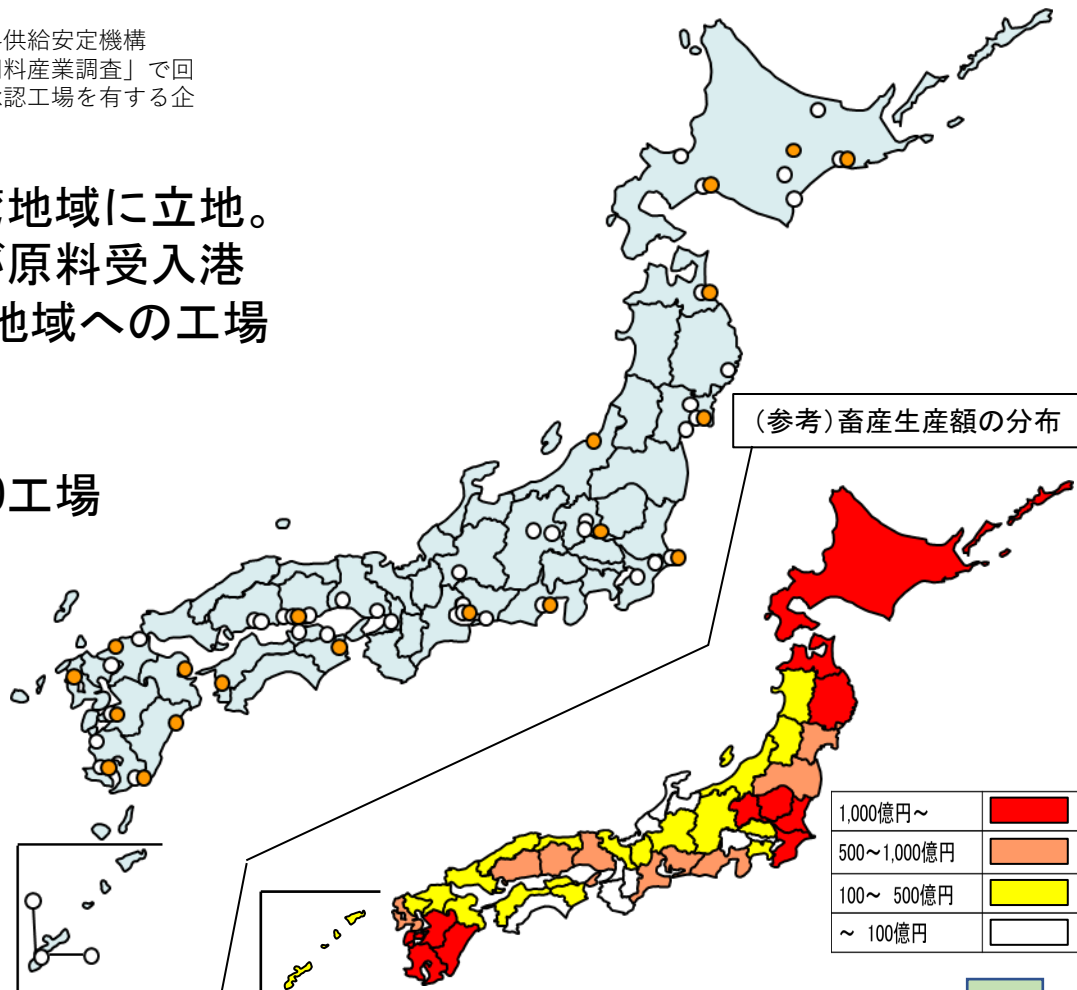 供給安定機構
料産業調査」で回
認工場を有する企
地域に立地。
原料受入港
地域への工場
工場
(参考)畜産生産額の分布
1,000億円～
500～1,000億円
100～ 500億円
～ 100億円